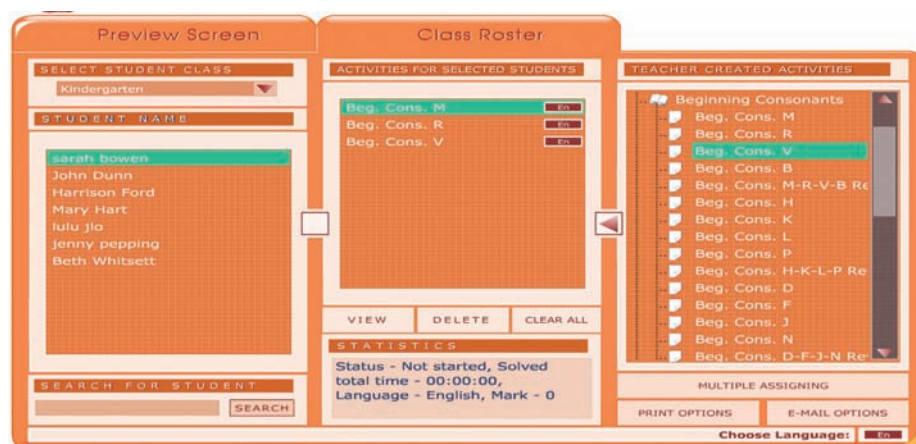 Preview Screen
Class Roster
SELECT STUDENT CLASS
Kindergarten
STUDENT NAME
sarah bowen
John Dunn
Harrison Ford
Mary Hart
lulu jlo
jenny pepping
Beth Whitsett
SEARCH FOR STUDENT
SEARCH
ACTIVITIES FOR SELECTED STUDENTS
Beg. Cons. M En
Beg. Cons. R En
Beg. Cons. V En
VIEW DELETE CLEAR ALL
STATISTICS
Status - Not started, Solved
total time - 00:00:00,
Language - English, Mark - 0
TEACHER CREATED ACTIVITIES
Beginning Consonants
Beg. Cons. M
Beg. Cons. R
Beg. Cons. V
Beg. Cons. B
Beg. Cons. M-R-V-B Re
Beg. Cons. H
Beg. Cons. K
Beg. Cons. L
Beg. Cons. P
Beg. Cons. H-K-L-P Re
Beg. Cons. D
Beg. Cons. F
Beg. Cons. J
Beg. Cons. N
Beg. Cons. D-F-J-N Re
MULTIPLE ASSIGNING
PRINT OPTIONS E-MAIL OPTIONS
Choose Language: En